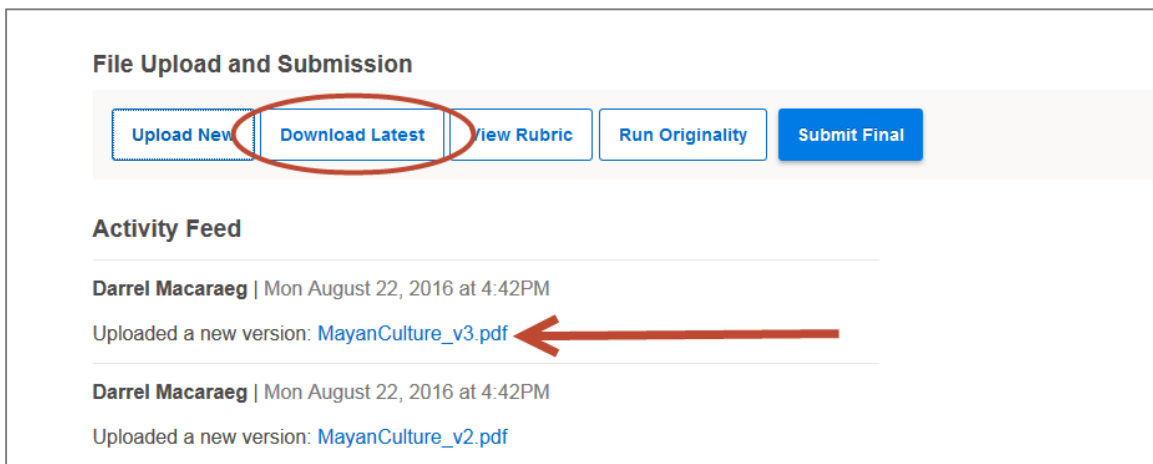 File Upload and Submission
Upload New Download Latest View Rubric Run Originality Submit Final
Activity Feed
Darrel Macaraeg | Mon August 22, 2016 at 4:42PM
Uploaded a new version: MayanCulture_v3.pdf
Darrel Macaraeg | Mon August 22, 2016 at 4:42PM
Uploaded a new version: MayanCulture_v2.pdf